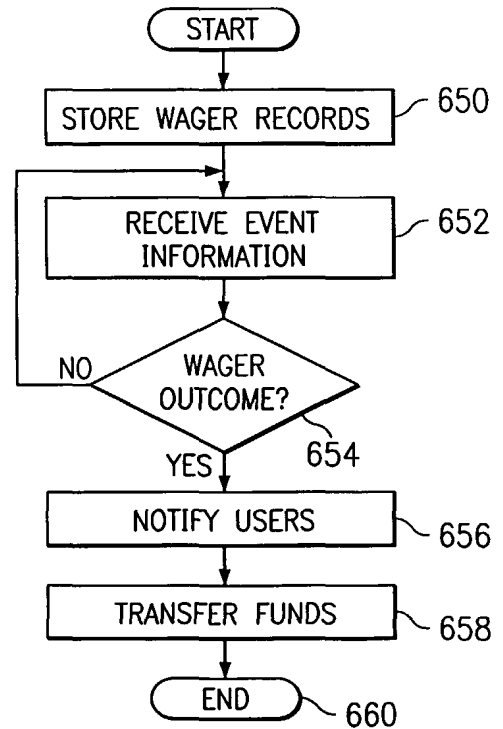 START
STORE WAGER RECORDS
650
RECEIVE EVENT
INFORMATION
652
WAGER
OUTCOME?
654
NO
YES
NOTIFY USERS
656
TRANSFER FUNDS
658
END
660